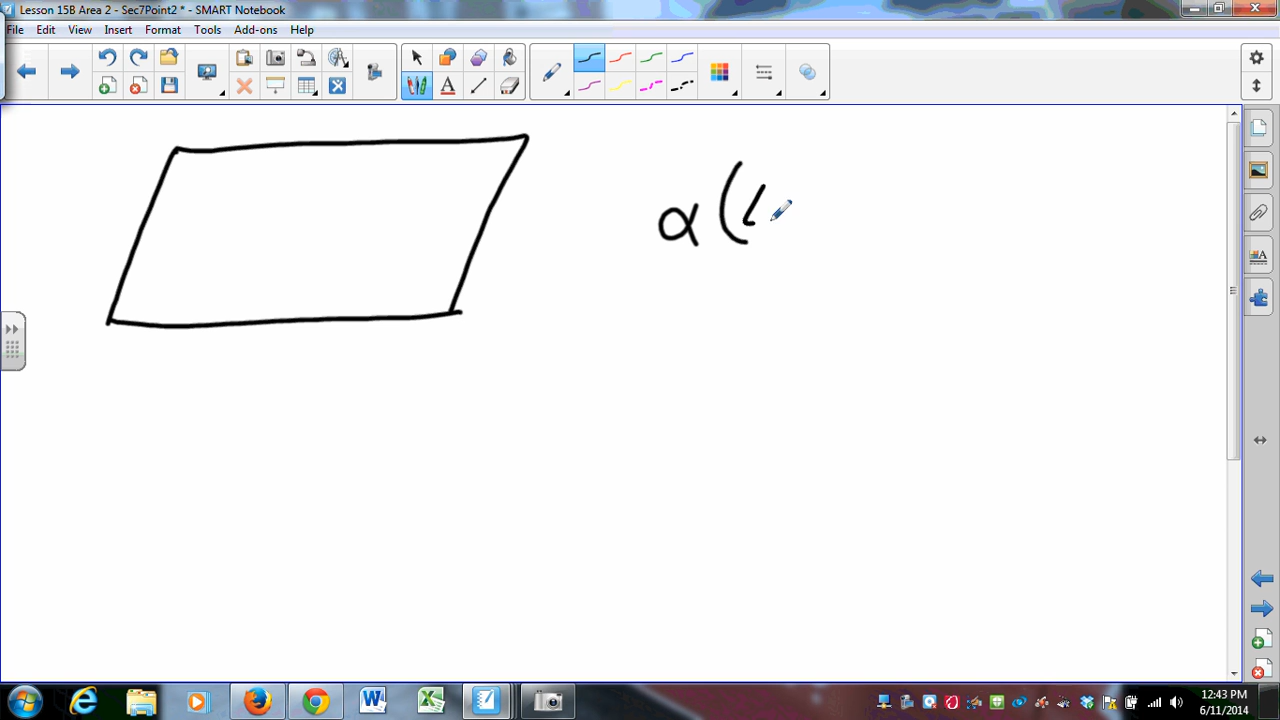 Lesson 15B Area 2 - Sec7Point2 * - SMART Notebook
File Edit View Insert Format Tools Add-ons Help
α (
12:43 PM
6/11/2014